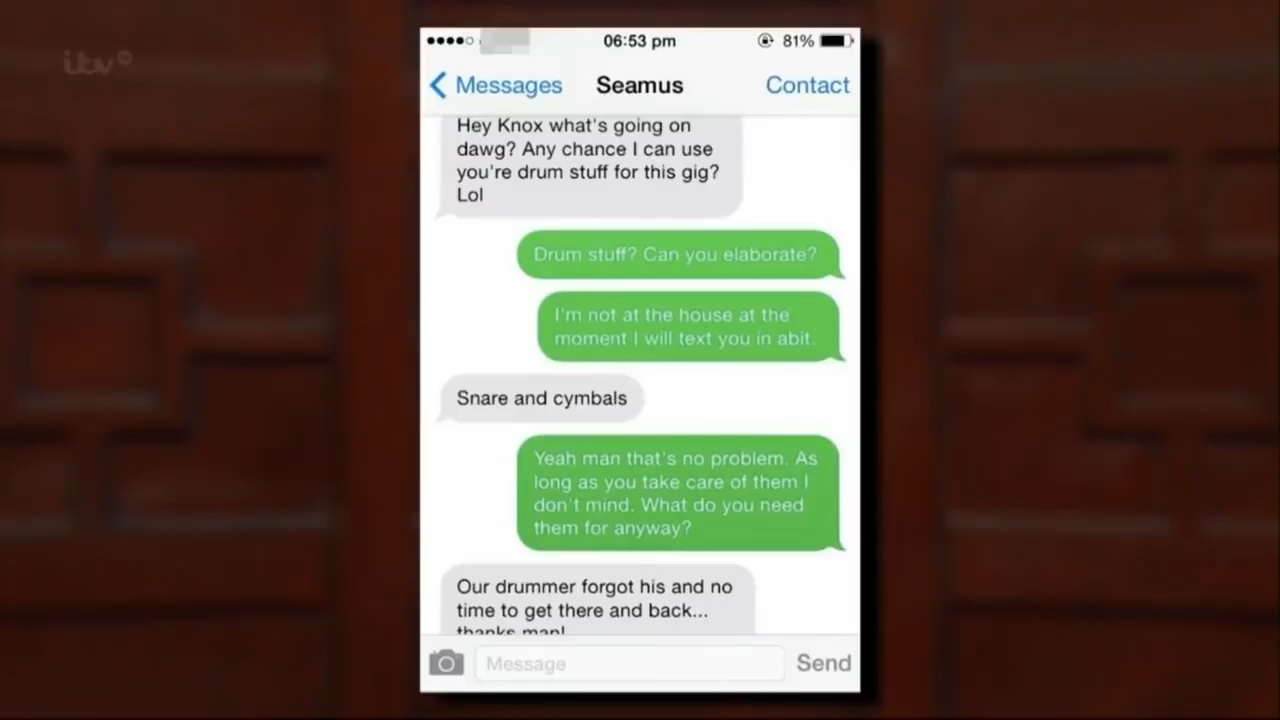 itv
06:53 pm
81%
Messages
Seamus
Contact
Hey Knox what's going on
dawg? Any chance I can use
you're drum stuff for this gig?
Lol
Drum stuff? Can you elaborate?
I'm not at the house at the
moment I will text you in abit.
Snare and cymbals
Yeah man that's no problem. As
long as you take care of them I
don't mind. What do you need
them for anyway?
Our drummer forgot his and no
time to get there and back...
thanks man!
Message
Send